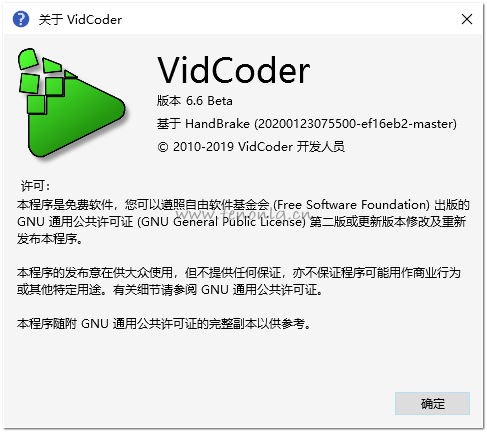 关于 VidCoder
VidCoder
版本 6.6 Beta
基于 HandBrake (20200123075500-ef16eb2-master)
© 2010-2019 VidCoder 开发人员
许可：
本程序是免费软件，您可以遵照自由软件基金会 (Free Software Foundation) 出版的
GNU 通用公共许可证 (GNU General Public License) 第二版或更新版本修改及重新
发布本程序。
www.fenonla.cn
本程序的发布意在供大众使用，但不提供任何保证，亦不保证程序可能用作商业行为
或其他特定用途。有关细节请参阅 GNU 通用公共许可证。
本程序随附 GNU 通用公共许可证的完整副本以供参考。
确定